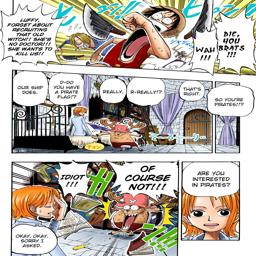 DIE,
YOU
BRATS
!!!
WAH
!!!
LUFFY,
FORGET ABOUT
RECRUITING
THAT OLD
WITCH!! SHE'S
NO DOCTOR!!!
SHE WANTS TO
KILL US!!
SO YOU'RE
PIRATES!?
THAT'S
RIGHT.
R-REALLY!?
REALLY.
D-DO
YOU HAVE
A PIRATE
FLAG?
OUR SHIP
DOES.
ARE YOU
INTERESTED
IN PIRATES?
OF
COURSE
NOT!!!
IDIOT
!!!
OKAY, OKAY.
SORRY I
ASKED.